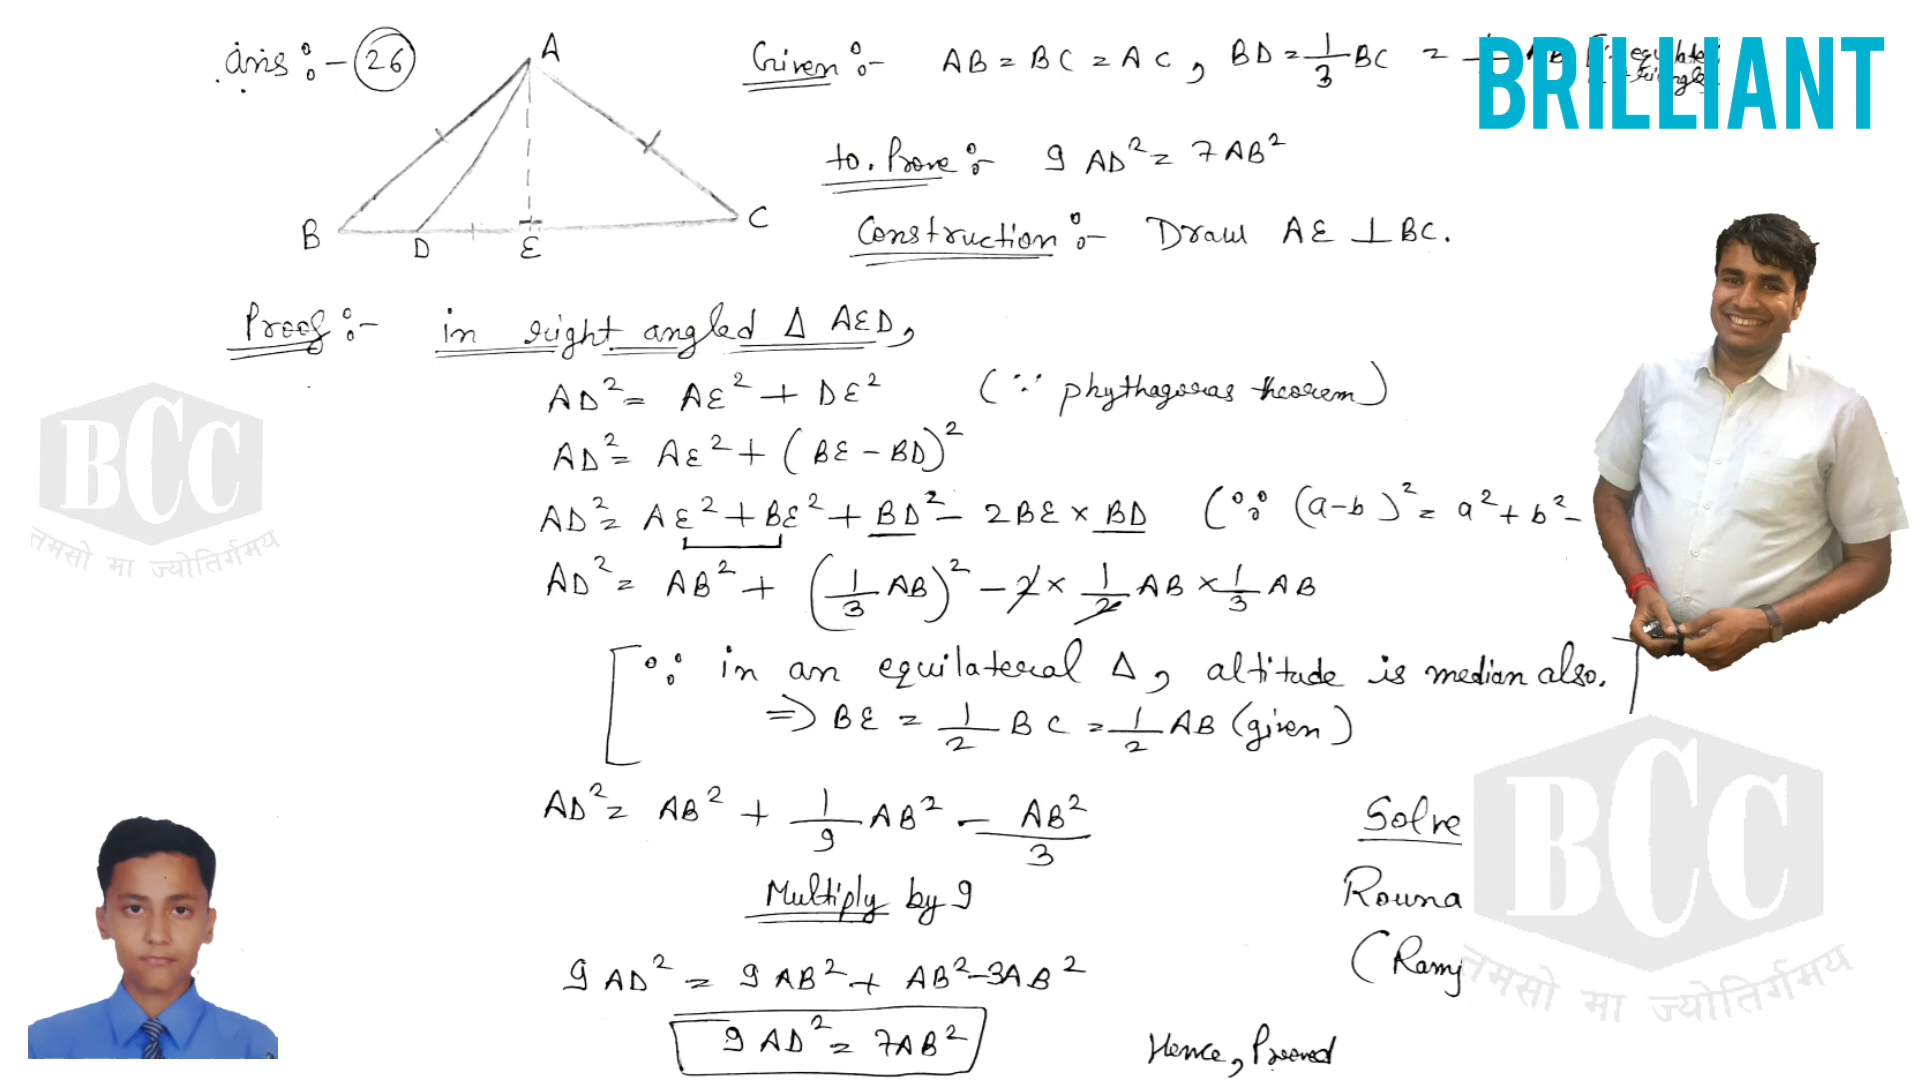 Ans :- 26
A
B D E C
Given :- AB = BC = AC, BD = 1/3 BC =
BRILLIANT
to. Prove :- 9 AD² = 7AB²
Construction :- Draw AE ⊥ BC.
Proof :- in right angled Δ AED,
AD² = AE² + DE² (∵ phythagoras theorem)
AD² = AE² + (BE - BD)²
AD² = AE² + BE² + BD² - 2BE × BD (∵ (a-b)² = a² + b² -
AD² = AB² + (1/3 AB)² - 2 × 1/2 AB × 1/3 AB
[∵ in an equilateral Δ, altitude is median also.
⇒ BE = 1/2 BC = 1/2 AB (given)]
AD² = AB² + 1/9 AB² - AB²/3
Multiply by 9
9 AD² = 9 AB² + AB² - 3AB²
9 AD² = 7AB²
Hence, Prooved
Solve
Rouna
(Ramj
BCC
तमसो मा ज्योतिर्गमय
BCC
तमसो मा ज्योतिर्गमय